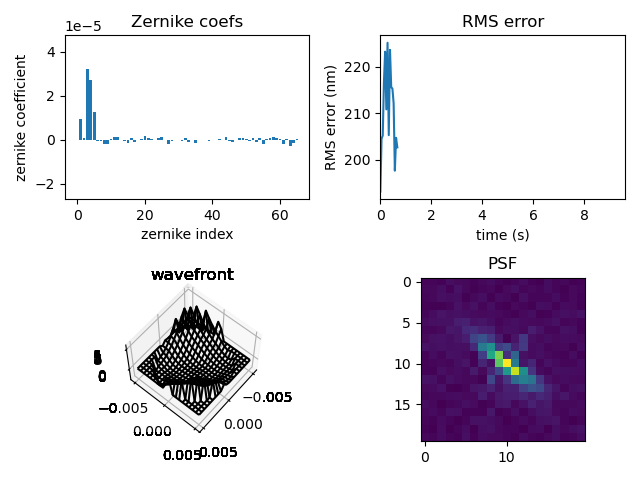 Zernike coefs
1e−5
4
2
0
−2
zernike coefficient
0 20 40 60
zernike index
RMS error
220
210
200
RMS error (nm)
0 2 4 6 8
time (s)
wavefront
0
−0.005
0.000
0.005
−0.005
0.000
0.005
PSF
0
5
10
15
0 10